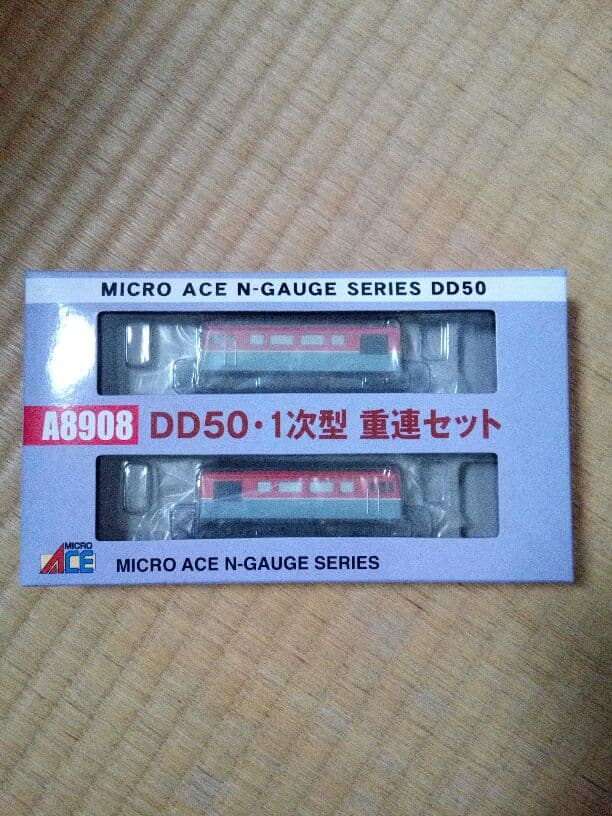 MICRO ACE N-GAUGE SERIES DD50
A8908 DD50・1次型 重連セット
MICRO ACE
MICRO ACE N-GAUGE SERIES